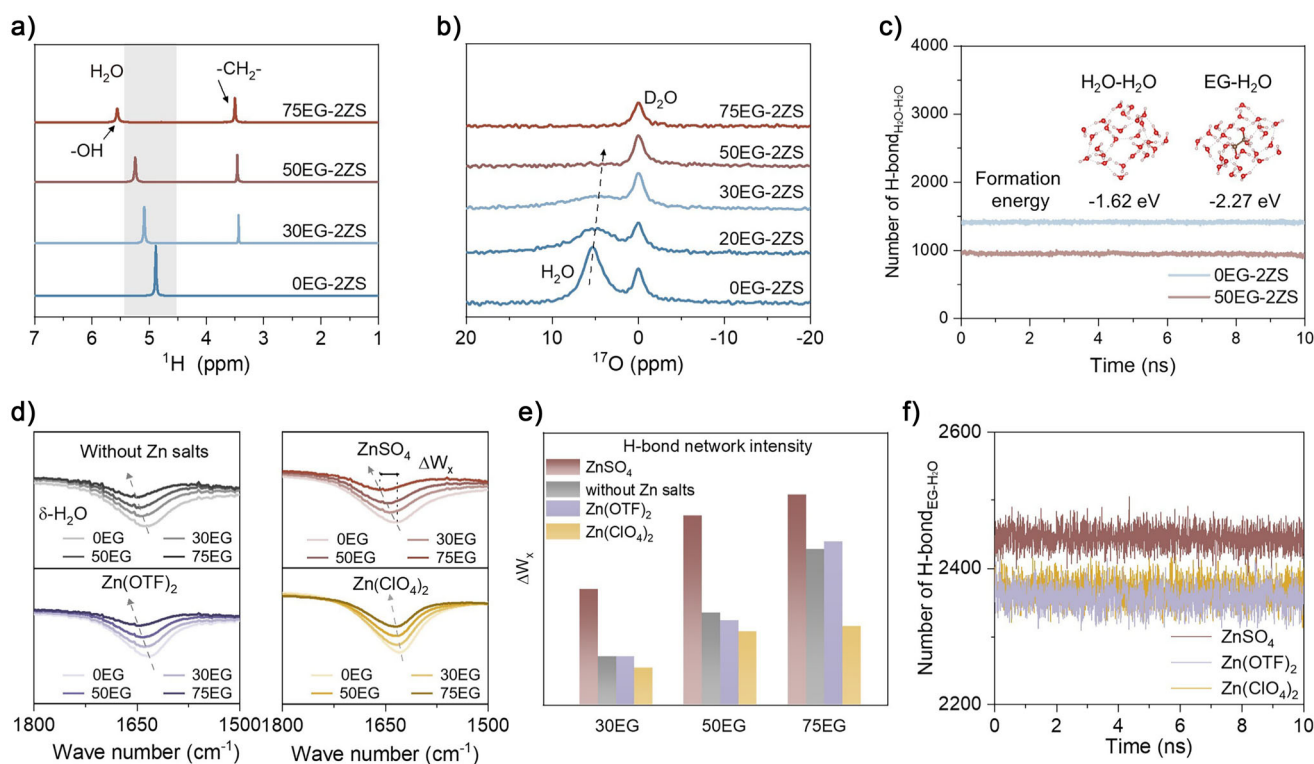 a)
H₂O
-CH₂-
-OH
75EG-2ZS
50EG-2ZS
30EG-2ZS
0EG-2ZS
7 6 5 4 3 2 1
¹H (ppm)
b)
D₂O
75EG-2ZS
50EG-2ZS
30EG-2ZS
20EG-2ZS
H₂O
0EG-2ZS
20 10 0 -10 -20
¹⁷O (ppm)
c)
Number of H-bond H₂O-H₂O
4000
3500
3000
2500
2000
1500
1000
0
H₂O-H₂O EG-H₂O
Formation
energy
-1.62 eV -2.27 eV
0EG-2ZS
50EG-2ZS
0 2 4 6 8 10
Time (ns)
d)
Without Zn salts
δ-H₂O
0EG 30EG
50EG 75EG
ZnSO₄
ΔWₓ
0EG 30EG
50EG 75EG
Zn(OTF)₂
0EG 30EG
50EG 75EG
Zn(ClO₄)₂
0EG 30EG
50EG 75EG
1800 1650 1500
Wave number (cm⁻¹)
1800 1650 1500
Wave number (cm⁻¹)
e)
H-bond network intensity
ZnSO₄
without Zn salts
Zn(OTF)₂
Zn(ClO₄)₂
ΔWₓ
30EG 50EG 75EG
f)
Number of H-bond EG-H₂O
2600
2400
2200
ZnSO₄
Zn(OTF)₂
Zn(ClO₄)₂
0 2 4 6 8 10
Time (ns)